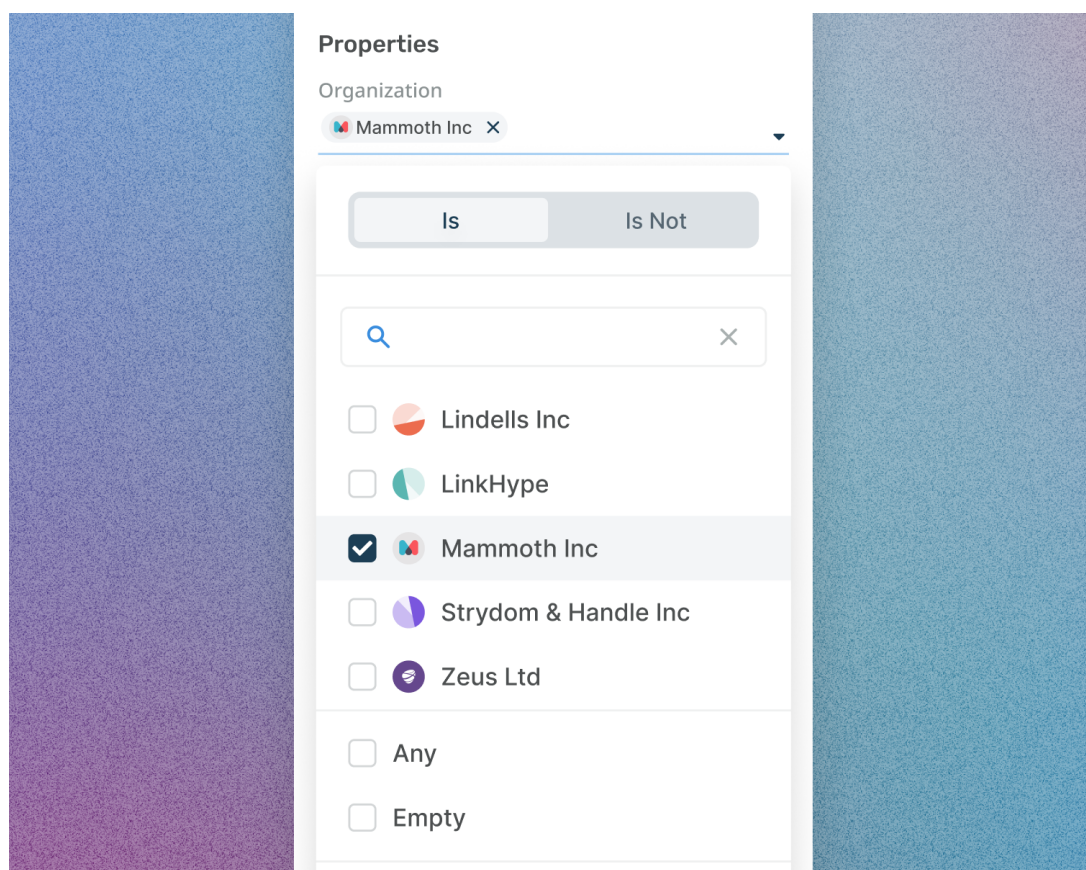 Properties
Organization
Mammoth Inc
Is Is Not
Lindells Inc
LinkHype
Mammoth Inc
Strydom & Handle Inc
Zeus Ltd
Any
Empty